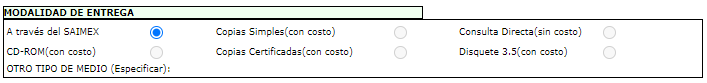 MODALIDAD DE ENTREGA
A través del SAIMEX Copias Simples(con costo) Consulta Directa(sin costo)
CD-ROM(con costo) Copias Certificadas(con costo) Disquete 3.5(con costo)
OTRO TIPO DE MEDIO (Especificar):